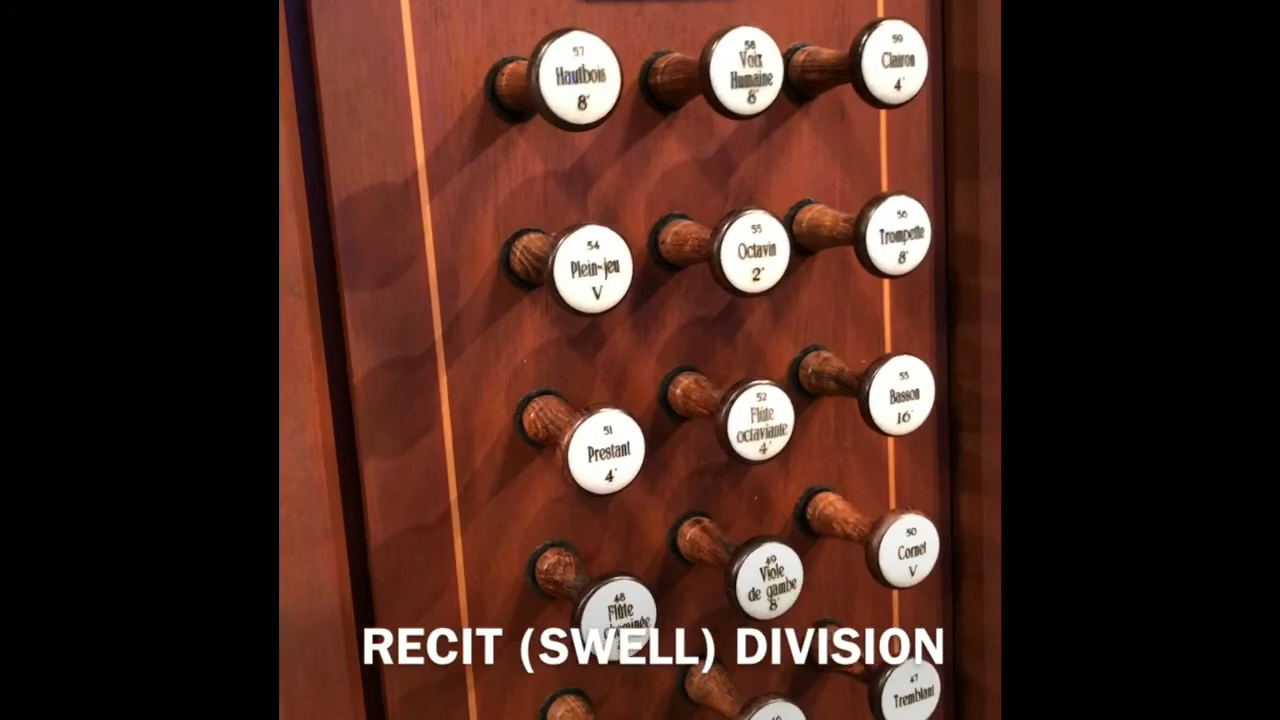 57
Hautbois
8'
58
Voix
Humaine
8'
59
Clairon
4'
54
Plein-jeu
V
55
Octavin
2'
56
Trompette
8'
51
Prestant
4'
52
Flûte
octaviante
4'
53
Basson
16'
48
Flûte
49
Viole
de gambe
8'
50
Cornet
V
RECIT (SWELL) DIVISION
47
Tremblant